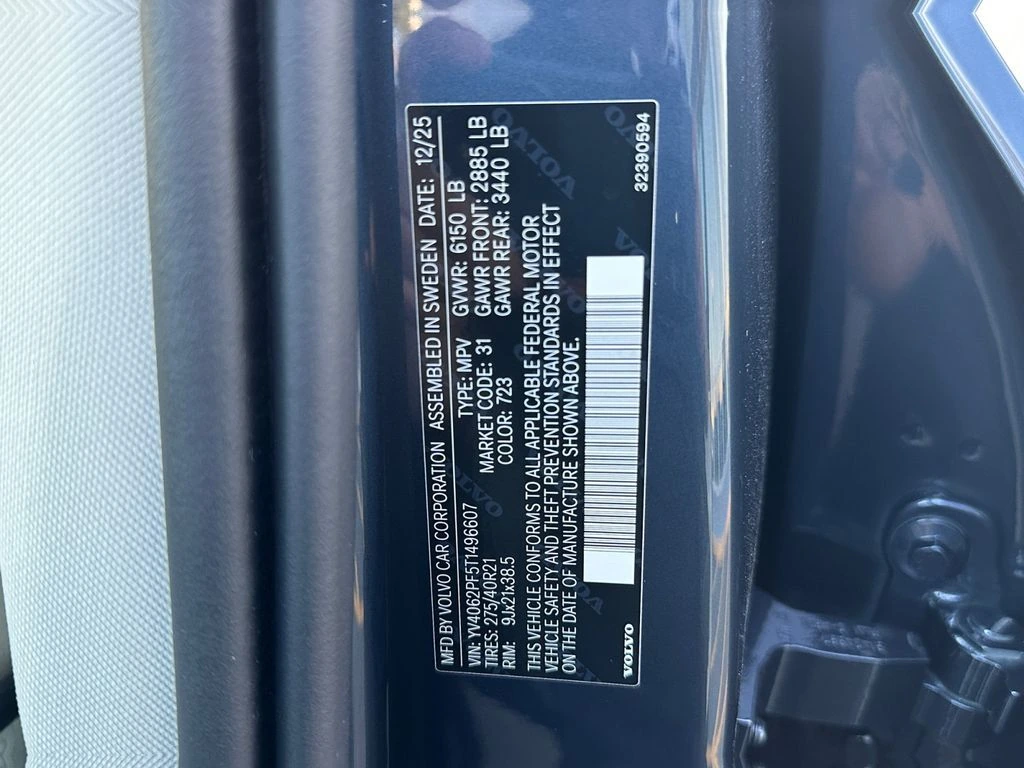 MFD BY VOLVO CAR CORPORATION ASSEMBLED IN SWEDEN DATE: 12/25
VIN: YV4062PF5T1496607 TYPE: MPV GVWR: 6150 LB
TIRES: 275/40R21 MARKET CODE: 31 GAWR FRONT: 2885 LB
RIM: 9Jx21x38.5 COLOR: 723 GAWR REAR: 3440 LB
THIS VEHICLE CONFORMS TO ALL APPLICABLE FEDERAL MOTOR
VEHICLE SAFETY AND THEFT PREVENTION STANDARDS IN EFFECT
ON THE DATE OF MANUFACTURE SHOWN ABOVE.
VOLVO 32390594